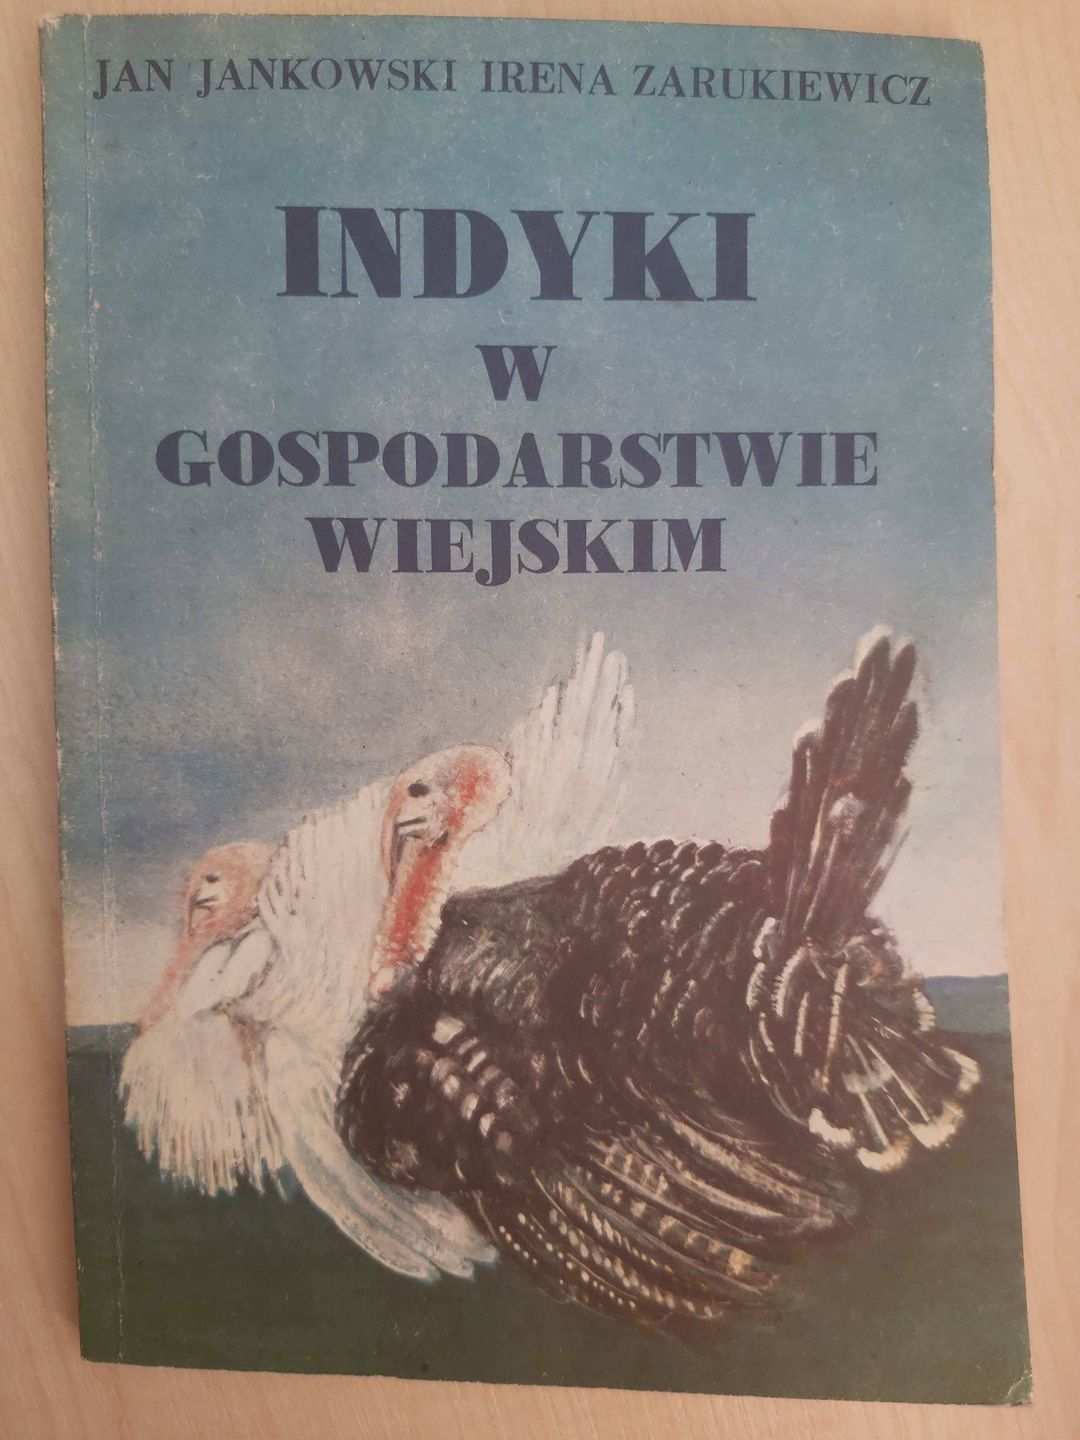 JAN JANKOWSKI IRENA ZARUKIEWICZ
INDYKI
W
GOSPODARSTWIE
WIEJSKIM